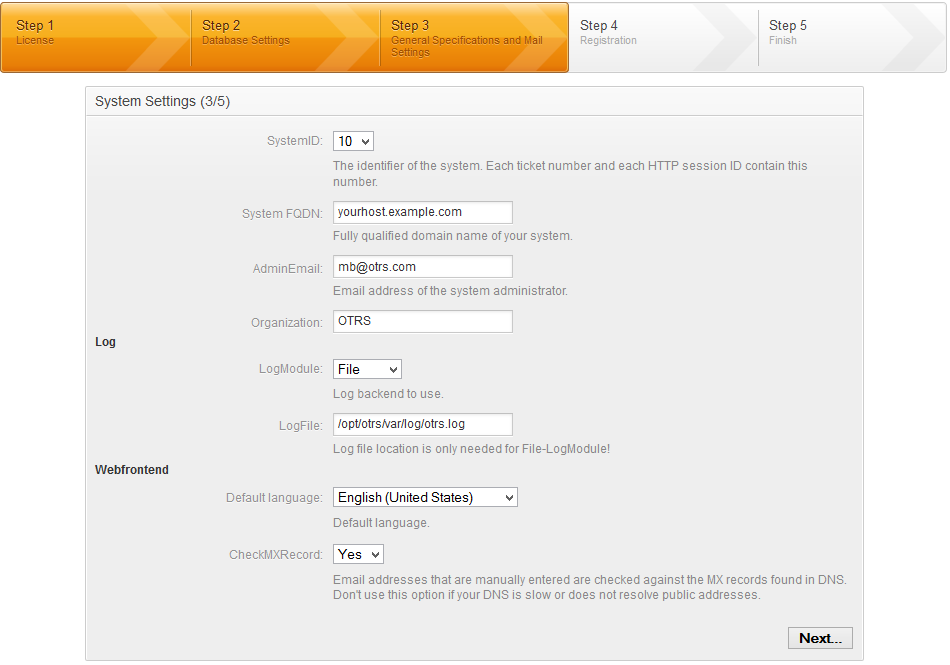 Step 1
License
Step 2
Database Settings
Step 3
General Specifications and Mail
Settings
Step 4
Registration
Step 5
Finish
System Settings (3/5)
SystemID: 10
The identifier of the system. Each ticket number and each HTTP session ID contain this
number.
System FQDN: yourhost.example.com
Fully qualified domain name of your system.
AdminEmail: mb@otrs.com
Email address of the system administrator.
Organization: OTRS
Log
LogModule: File
Log backend to use.
LogFile: /opt/otrs/var/log/otrs.log
Log file location is only needed for File-LogModule!
Webfrontend
Default language: English (United States)
Default language.
CheckMXRecord: Yes
Email addresses that are manually entered are checked against the MX records found in DNS.
Don't use this option if your DNS is slow or does not resolve public addresses.
Next...